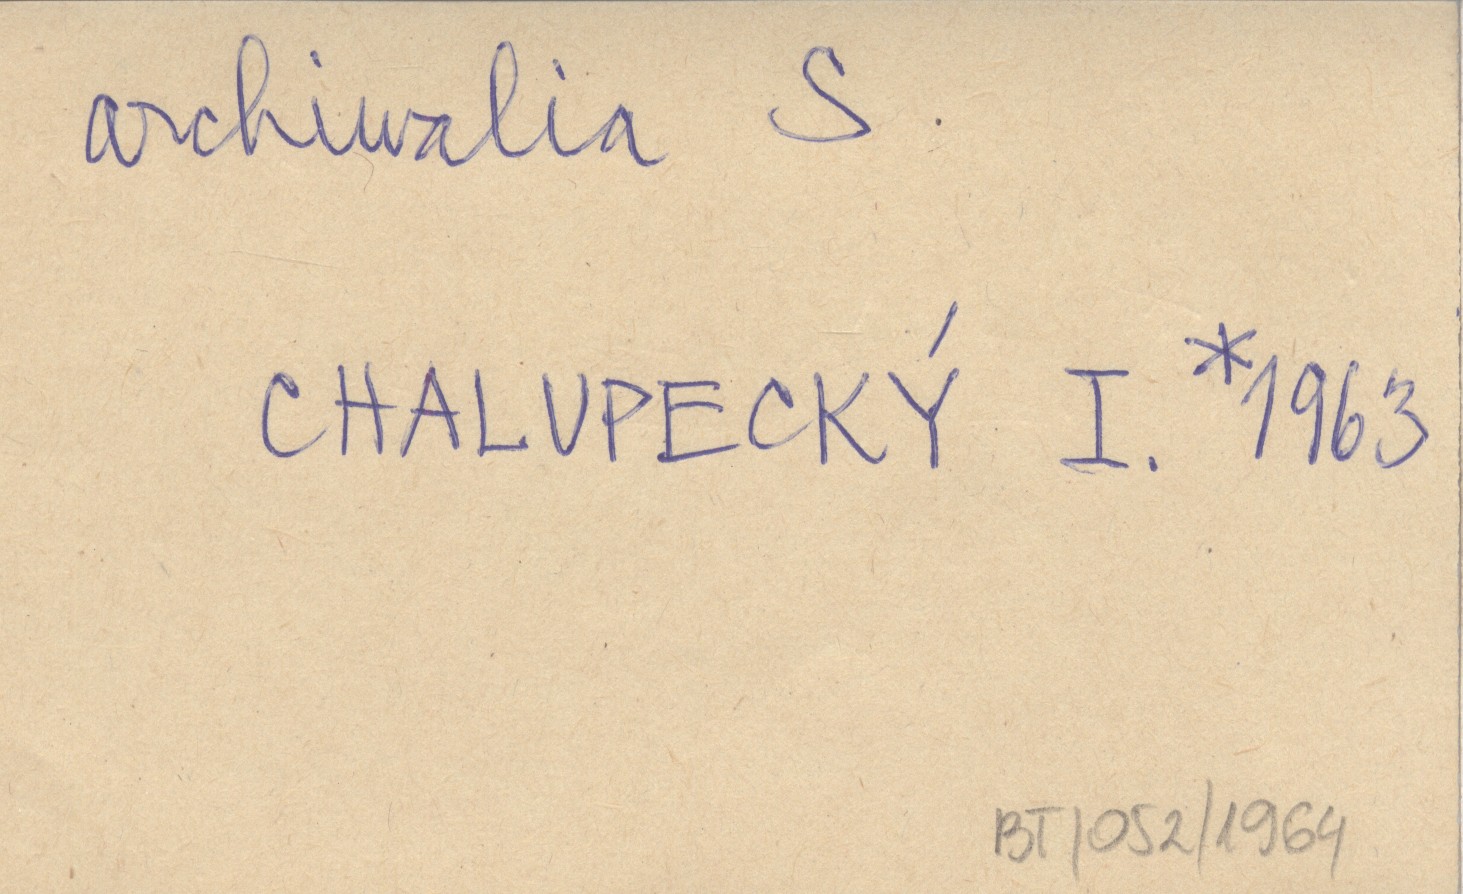 archiwalia S.
CHALUPECKÝ I. *1963
BT/052/1964